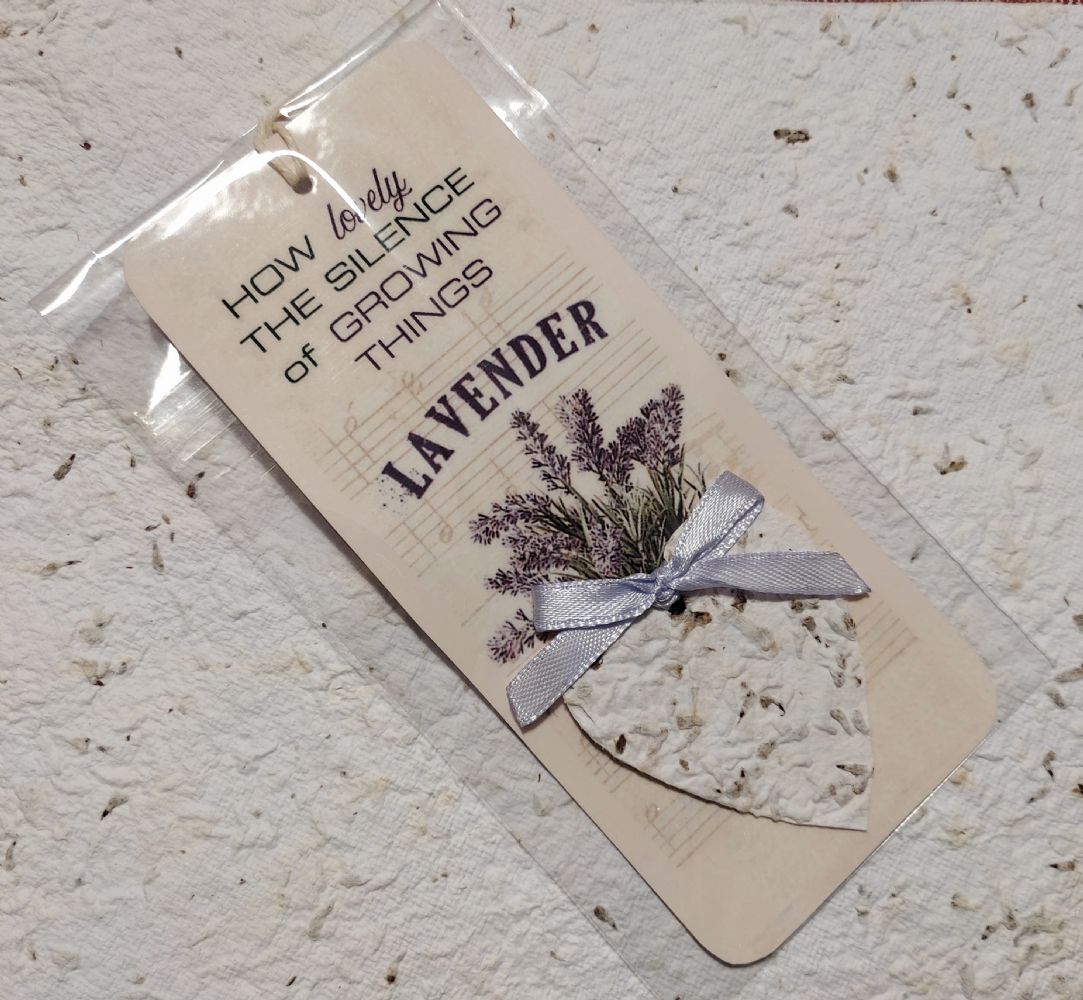 HOW lovely
THE SILENCE
of GROWING
THINGS
LAVENDER